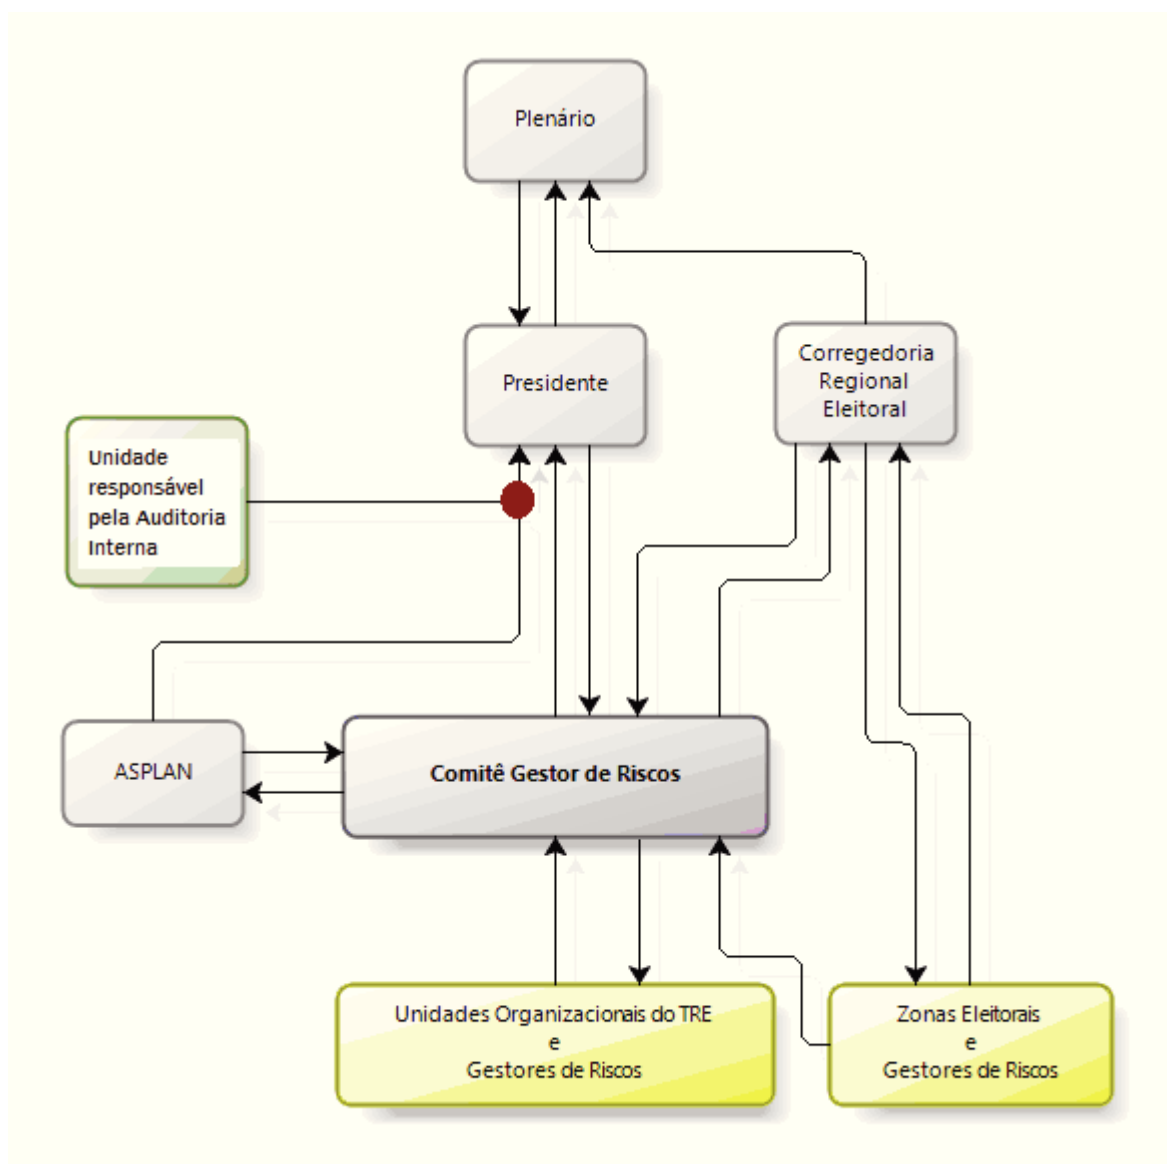 Plenário
Presidente
Corregedoria
Regional
Eleitoral
Unidade
responsável
pela Auditoria
Interna
ASPLAN
Comitê Gestor de Riscos
Unidades Organizacionais do TRE
e
Gestores de Riscos
Zonas Eleitorais
e
Gestores de Riscos